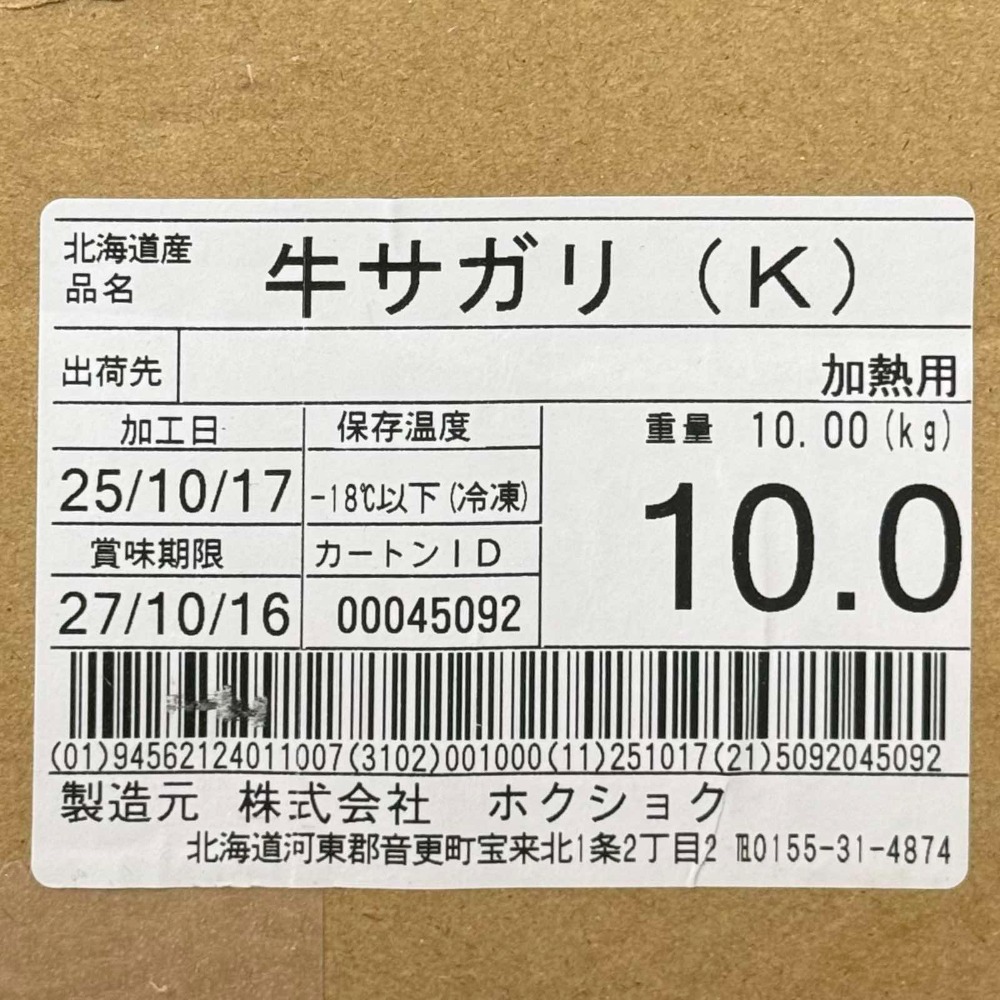 北海道産
品名 牛サガリ（K）
出荷先 加熱用
加工日 保存温度 重量 10.00(kg)
25/10/17 -18℃以下(冷凍) 10.0
賞味期限 カートンID
27/10/16 00045092
(01)94562124011007(3102)001000(11)251017(21)5092045092
製造元 株式会社 ホクショク
北海道河東郡音更町宝来北1条2丁目2 ℡0155-31-4874